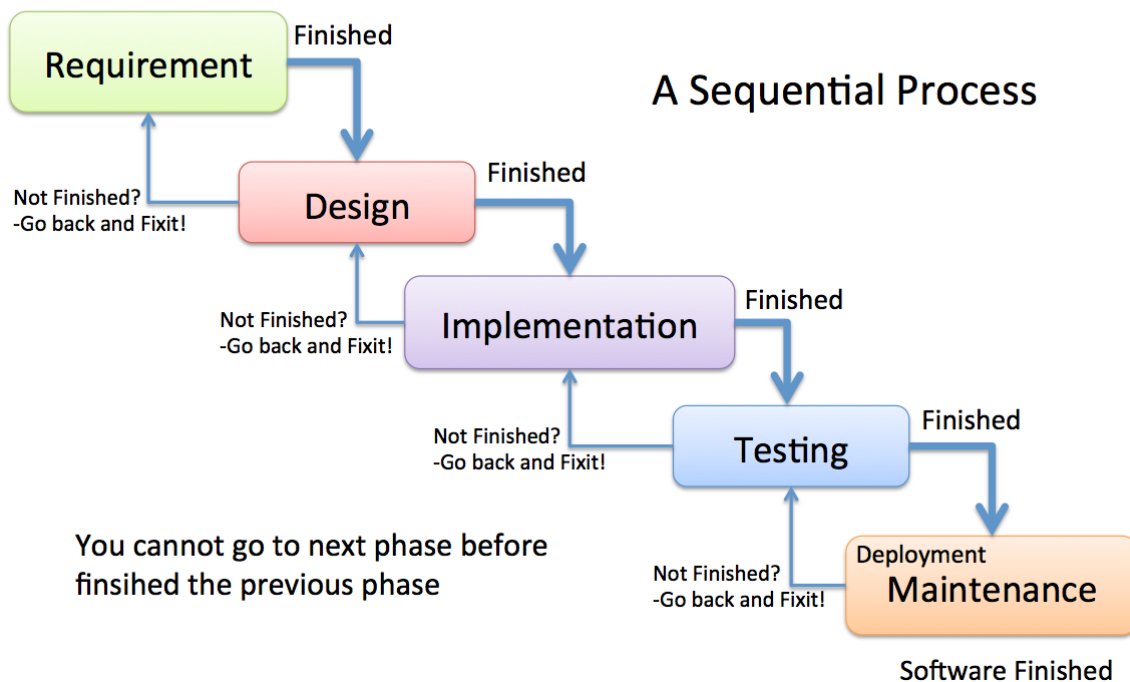 Finished
Requirement
A Sequential Process
Finished
Not Finished?
-Go back and Fixit!
Design
Finished
Not Finished?
-Go back and Fixit!
Implementation
Finished
Not Finished?
-Go back and Fixit!
Testing
You cannot go to next phase before
finsihed the previous phase
Deployment
Not Finished?
-Go back and Fixit!
Maintenance
Software Finished